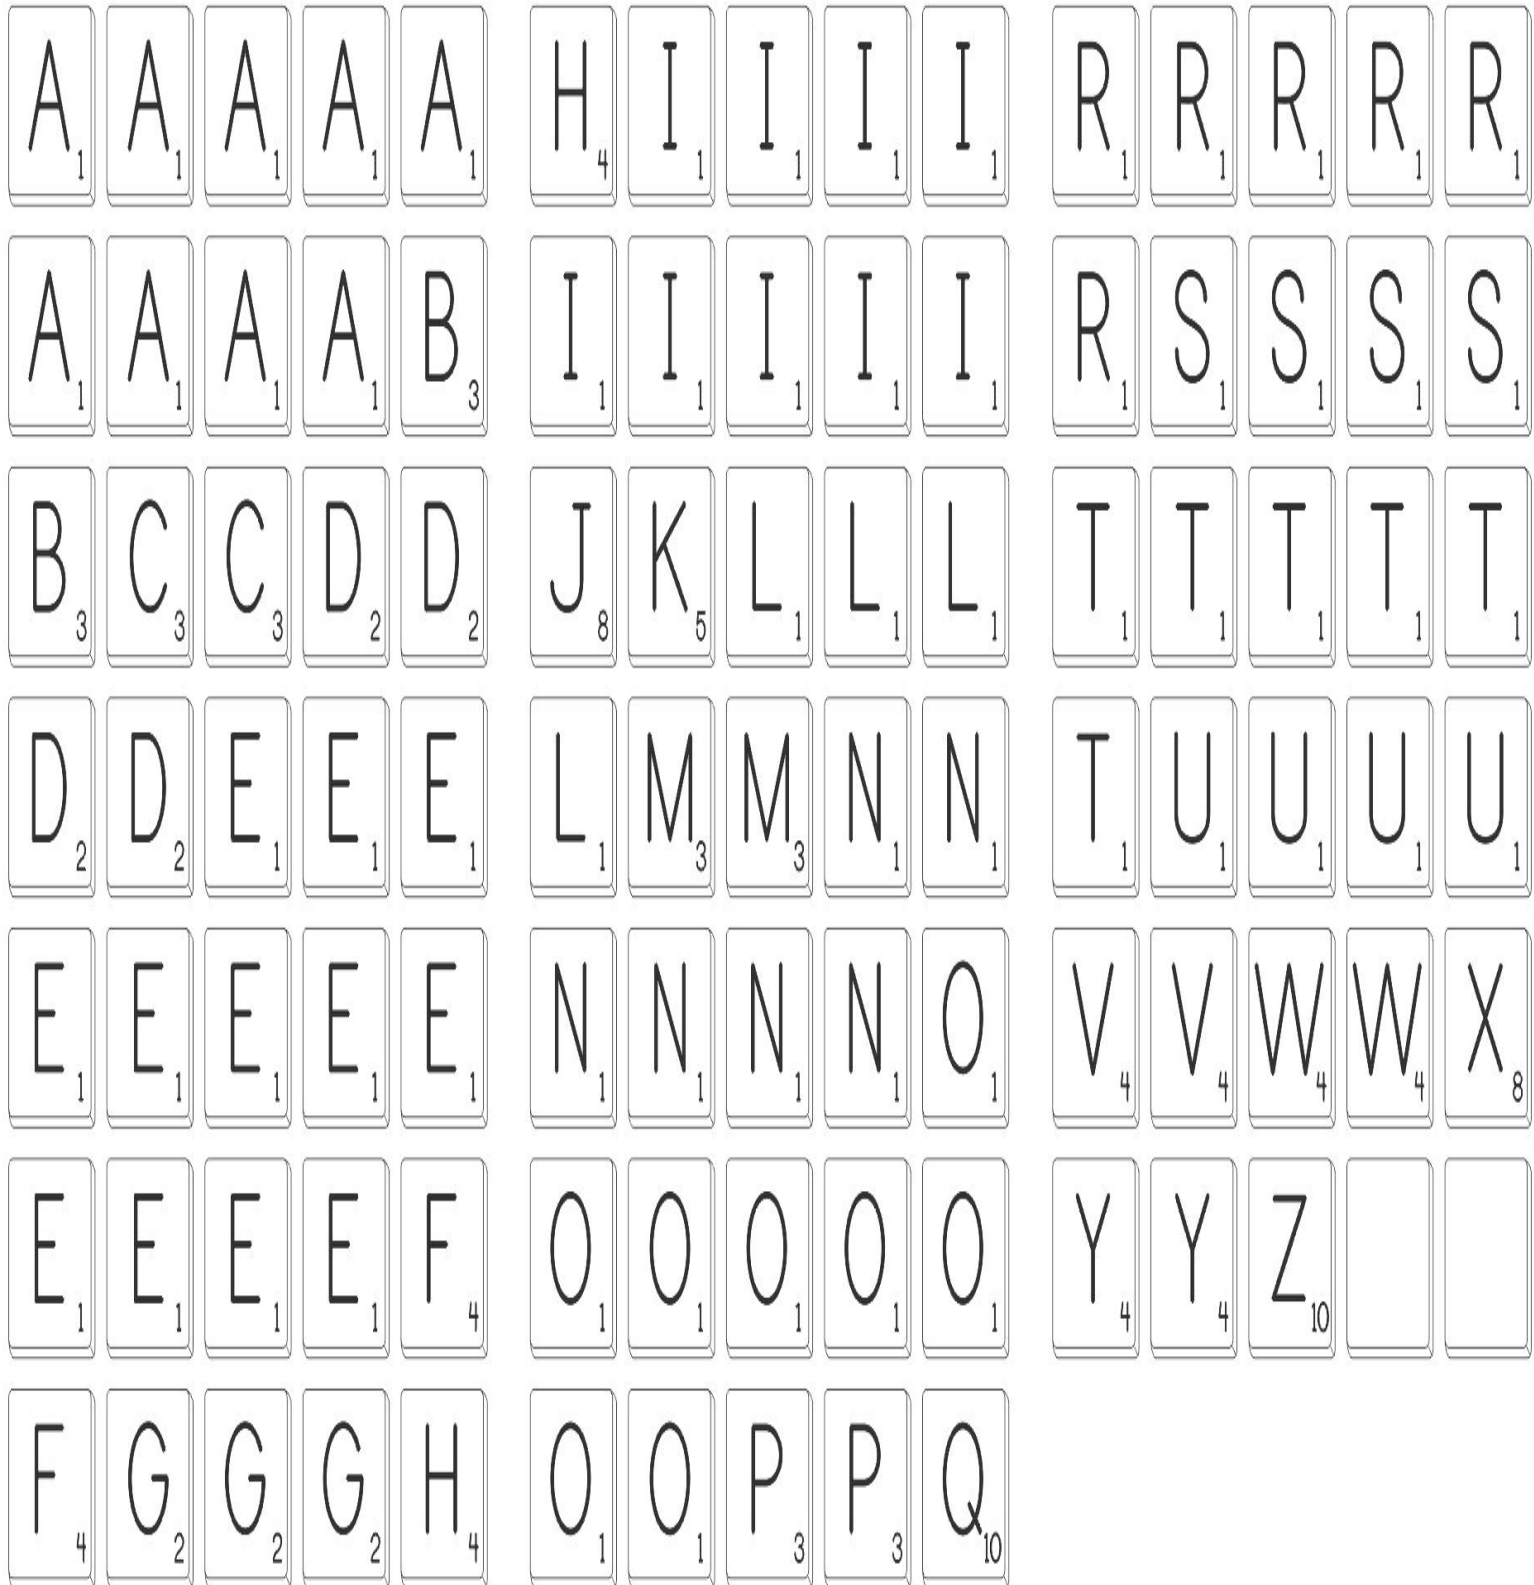 A1 A1 A1 A1 A1 H4 I1 I1 I1 I1 R1 R1 R1 R1 R1
A1 A1 A1 A1 B3 I1 I1 I1 I1 I1 R1 S1 S1 S1 S1
B3 C3 C3 D2 D2 J8 K5 L1 L1 L1 T1 T1 T1 T1 T1
D2 D2 E1 E1 E1 L1 M3 M3 N1 N1 T1 U1 U1 U1 U1
E1 E1 E1 E1 E1 N1 N1 N1 N1 O1 V4 V4 W4 W4 X8
E1 E1 E1 E1 F4 O1 O1 O1 O1 O1 Y4 Y4 Z10
F4 G2 G2 G2 H4 O1 O1 P3 P3 Q10